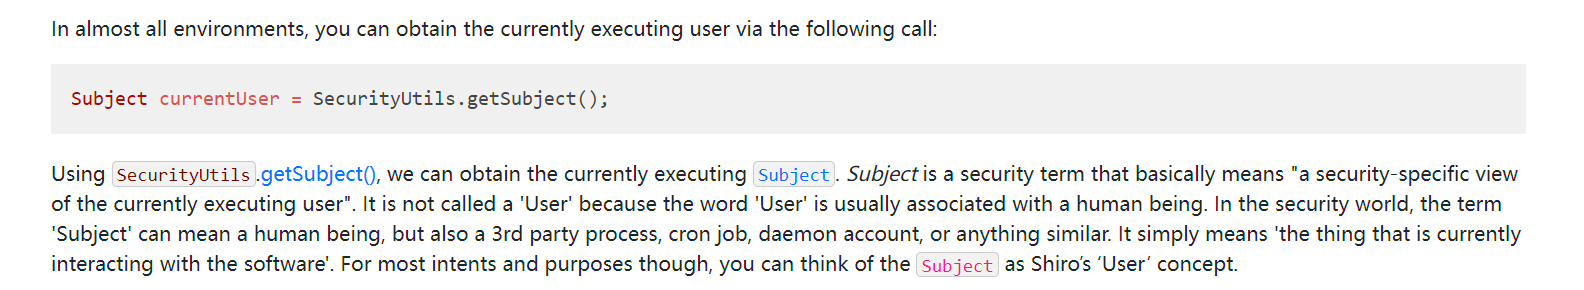 In almost all environments, you can obtain the currently executing user via the following call:
Subject currentUser = SecurityUtils.getSubject();
Using SecurityUtils.getSubject(), we can obtain the currently executing Subject. Subject is a security term that basically means "a security-specific view
of the currently executing user". It is not called a 'User' because the word 'User' is usually associated with a human being. In the security world, the term
'Subject' can mean a human being, but also a 3rd party process, cron job, daemon account, or anything similar. It simply means 'the thing that is currently
interacting with the software'. For most intents and purposes though, you can think of the Subject as Shiro’s ‘User’ concept.